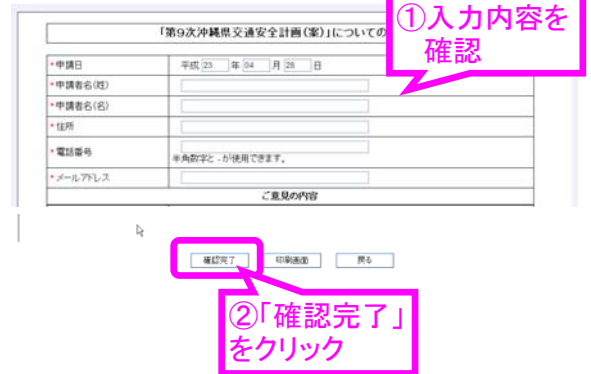 「第9次沖縄県交通安全計画(案)」についての
①入力内容を
確認
*申請日 平成 23 年 04 月 28 日
*申請者名(姓)
*申請者名(名)
*住所
*電話番号
半角数字と - が使用できます。
*メールアドレス
ご意見の内容
確認完了 印刷画面 戻る
②「確認完了」
をクリック